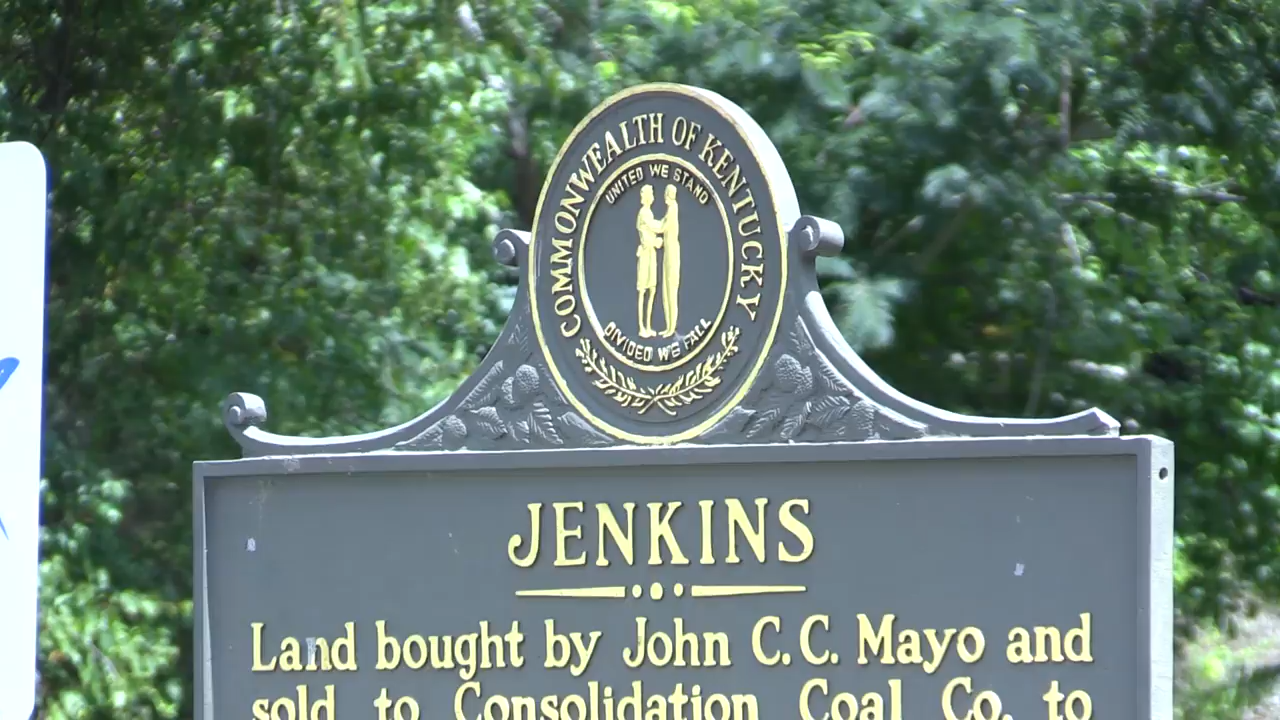 COMMONWEALTH OF KENTUCKY
UNITED WE STAND
DIVIDED WE FALL
JENKINS
Land bought by John C. C. Mayo and
sold to Consolidation Coal Co. to